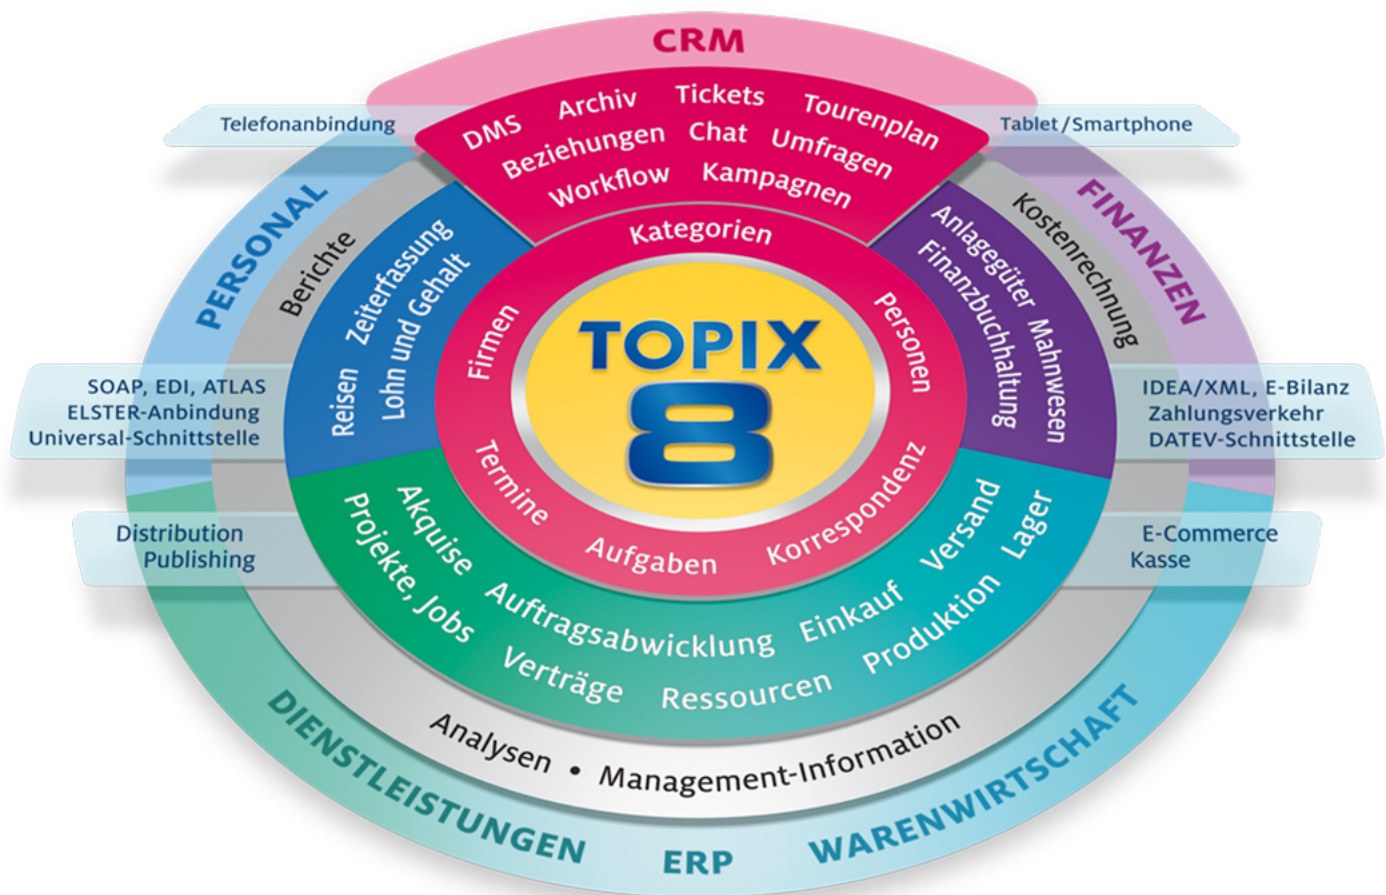 CRM
DMS Archiv Tickets Tourenplan
Beziehungen Chat Umfragen
Workflow Kampagnen
Telefonanbindung
Tablet/Smartphone
PERSONAL
FINANZEN
Berichte
Kostenrechnung
Reisen Zeiterfassung
Lohn und Gehalt
Anlagegüter Mahnwesen
Finanzbuchhaltung
Kategorien
Firmen
Personen
TOPIX
8
Termine
Aufgaben
Korrespondenz
SOAP, EDI, ATLAS
ELSTER-Anbindung
Universal-Schnittstelle
IDEA/XML, E-Bilanz
Zahlungsverkehr
DATEV-Schnittstelle
Distribution
Publishing
E-Commerce
Kasse
Akquise Auftragsabwicklung Einkauf Versand
Projekte, Jobs Verträge Ressourcen Produktion Lager
Analysen • Management-Information
DIENSTLEISTUNGEN ERP WARENWIRTSCHAFT